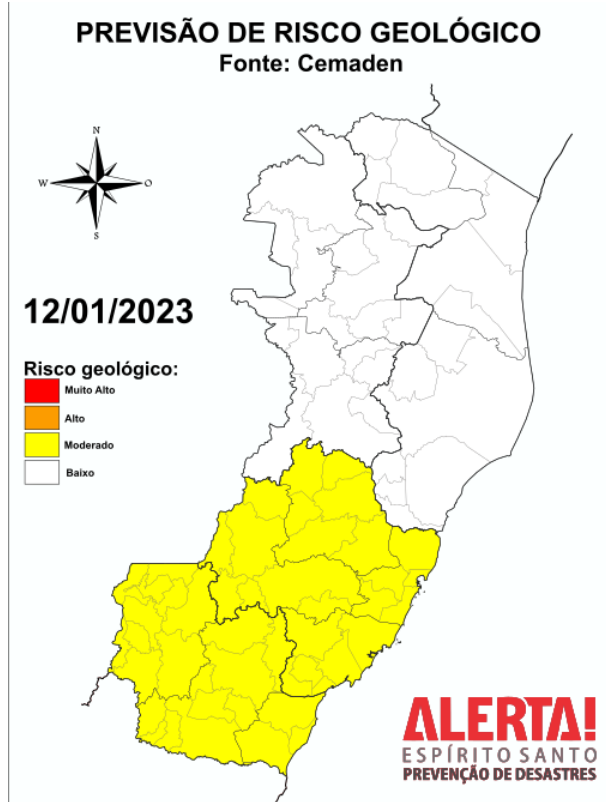 PREVISÃO DE RISCO GEOLÓGICO
Fonte: Cemaden
N
W
O
S
12/01/2023
Risco geológico:
Muito Alto
Alto
Moderado
Baixo
ALERTA!
ESPÍRITO SANTO
PREVENÇÃO DE DESASTRES